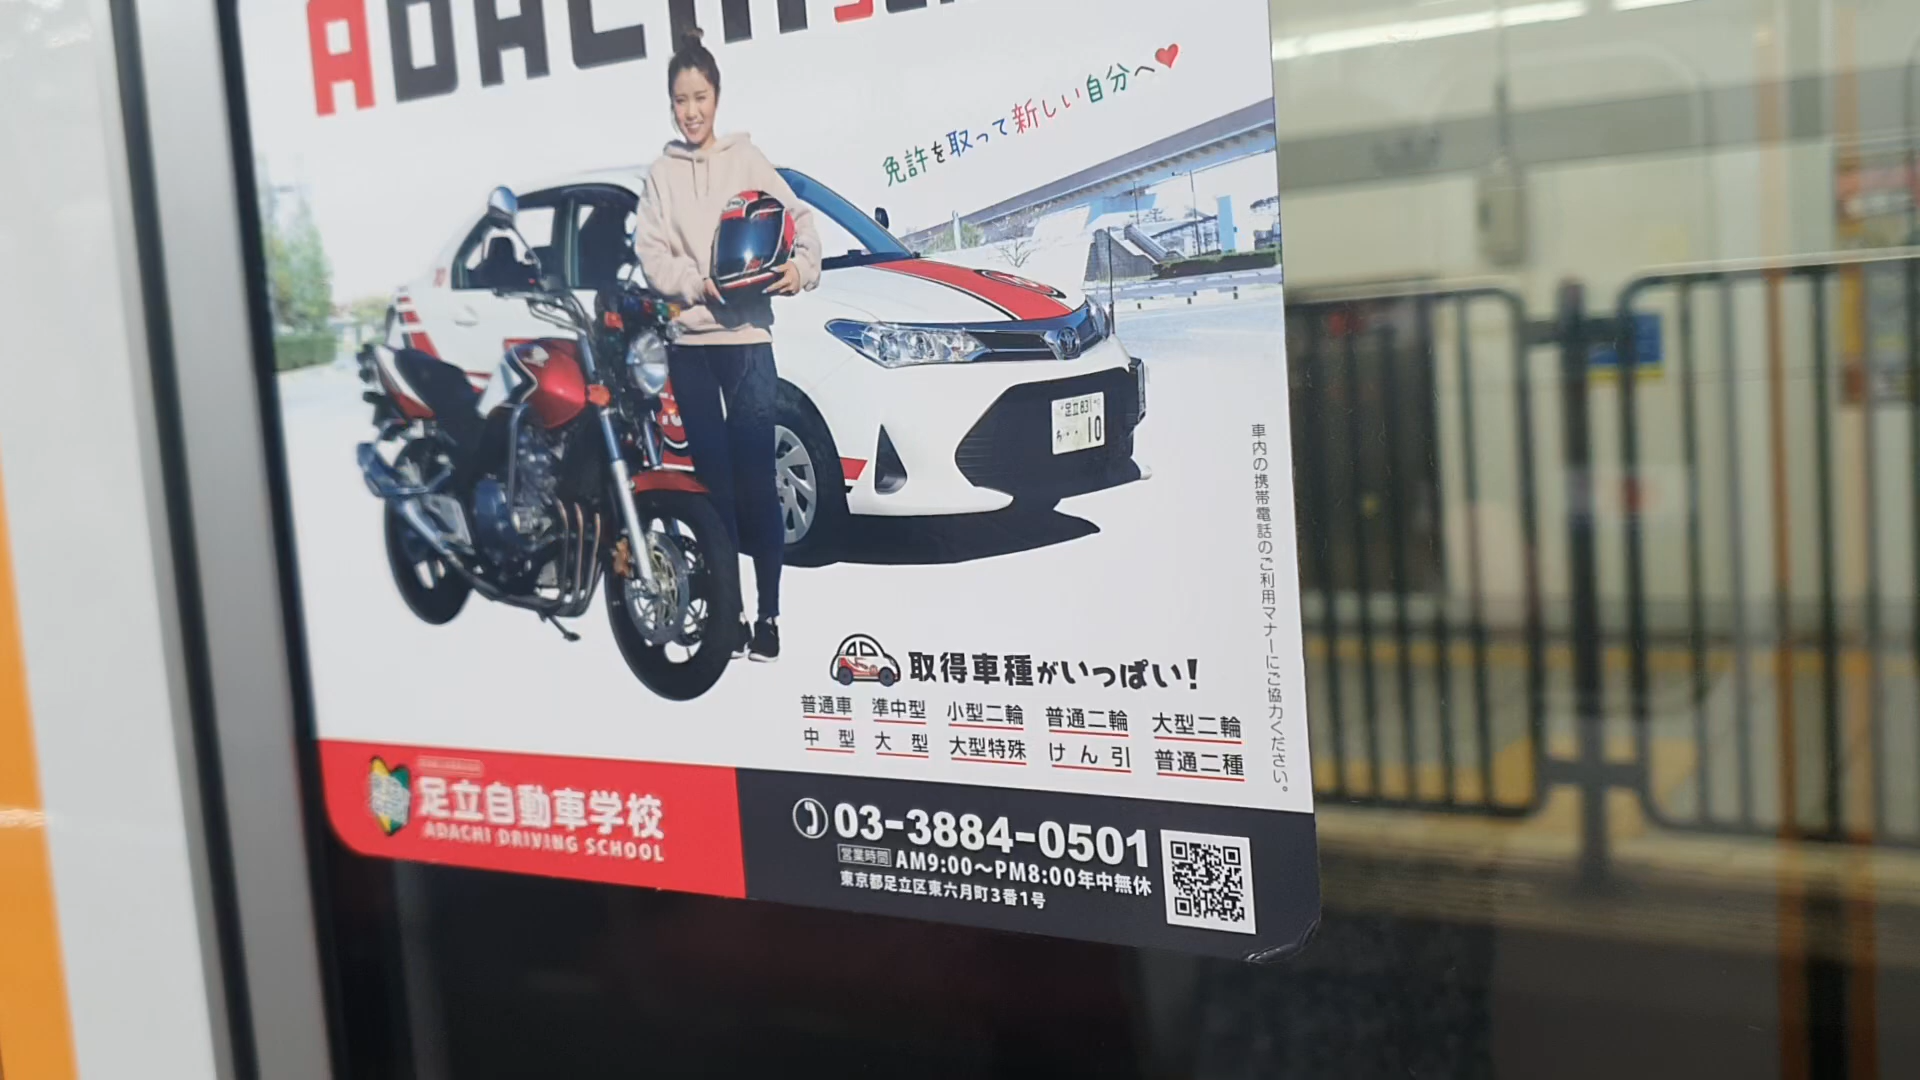 ADACHI
免許を取って新しい自分へ
足立 831
10
車内の携帯電話のご利用マナーにご協力ください。
取得車種がいっぱい!
普通車 準中型 小型二輪 普通二輪 大型二輪
中型 大型 大型特殊 けん引 普通二種
足立自動車学校
ADACHI DRIVING SCHOOL
03-3884-0501
営業時間 AM9:00〜PM8:00年中無休
東京都足立区東六月町3番1号